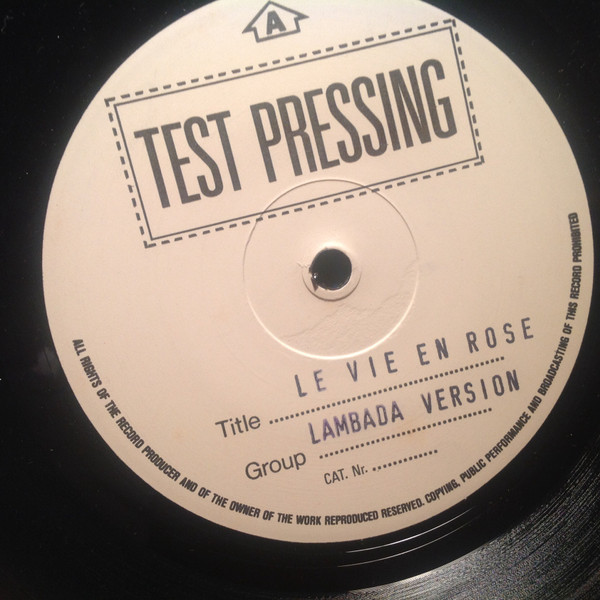 A
TEST PRESSING
Title LE VIE EN ROSE
Group LAMBADA VERSION
CAT. Nr.
ALL RIGHTS OF THE RECORD PRODUCER AND OF THE OWNER OF THE WORK REPRODUCED RESERVED. COPYING, PUBLIC PERFORMANCE AND BROADCASTING OF THIS RECORD PROHIBITED